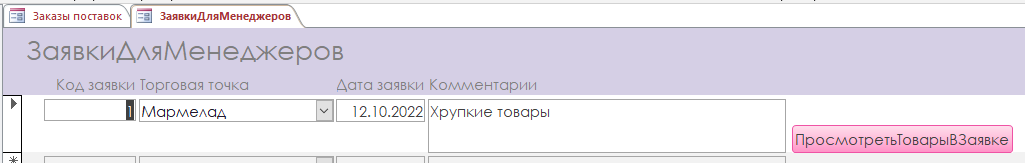 Заказы поставок
ЗаявкиДляМенеджеров
ЗаявкиДляМенеджеров
Код заявки Торговая точка Дата заявки Комментарии
1 Мармелад 12.10.2022 Хрупкие товары
ПросмотретьТоварыВЗаявке